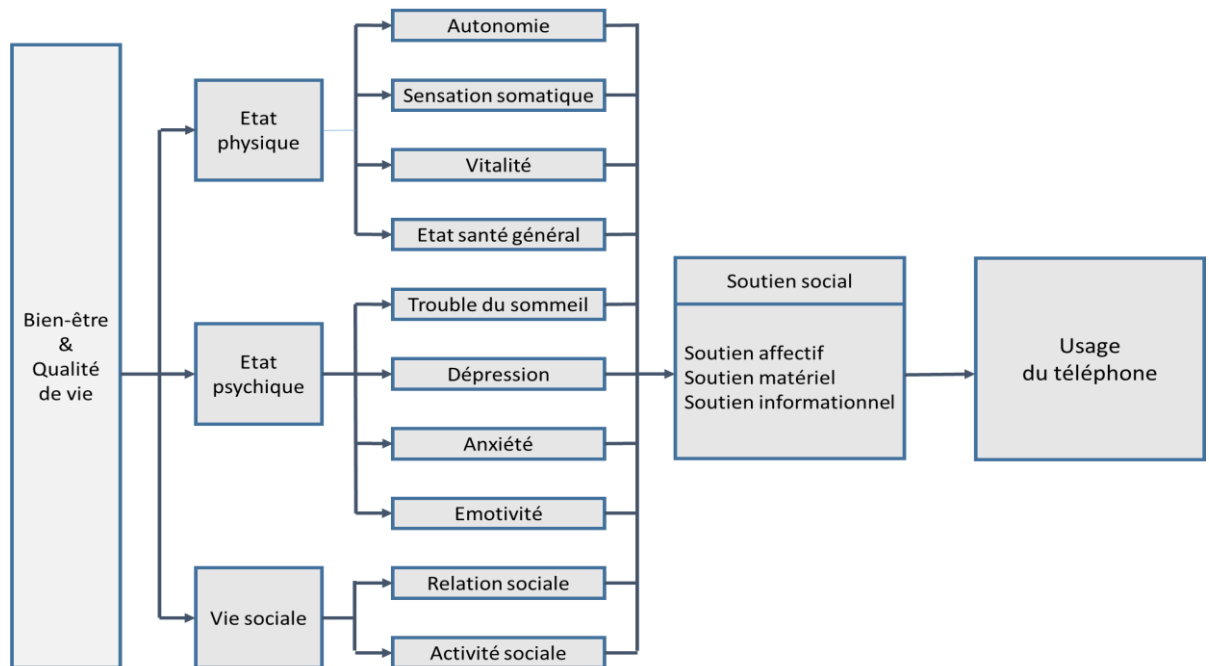 Bien-être
&
Qualité
de vie
Etat
physique
Etat
psychique
Vie sociale
Autonomie
Sensation somatique
Vitalité
Etat santé général
Trouble du sommeil
Dépression
Anxiété
Emotivité
Relation sociale
Activité sociale
Soutien social
Soutien affectif
Soutien matériel
Soutien informationnel
Usage
du téléphone